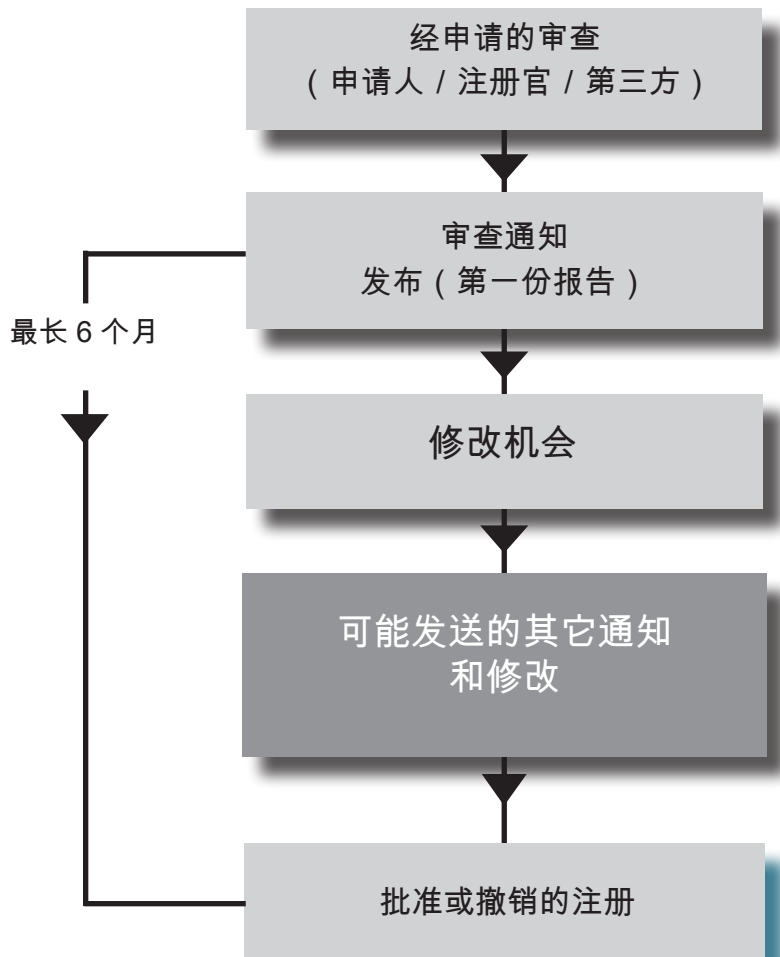 经申请的审查
（申请人 / 注册官 / 第三方）
审查通知
发布（第一份报告）
最长 6 个月
修改机会
可能发送的其它通知
和修改
批准或撤销的注册